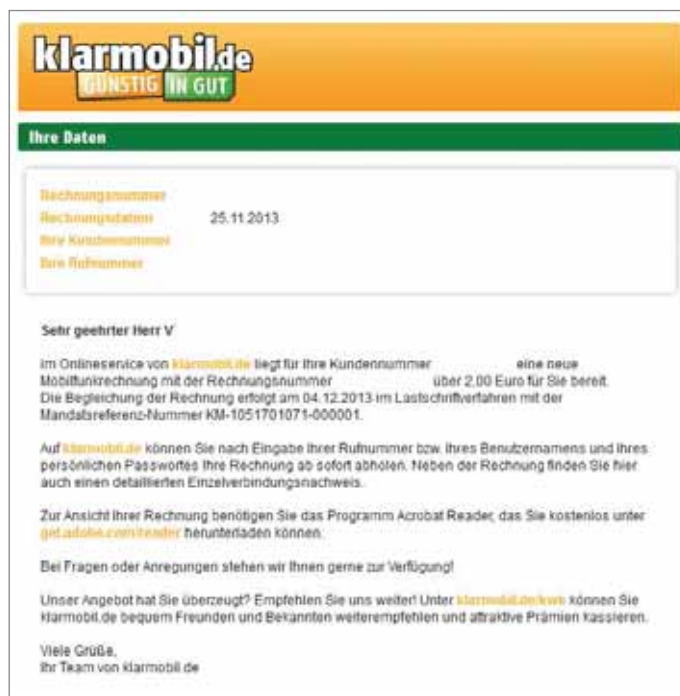 klarmobil.de
GÜNSTIG IN GUT
Ihre Daten
Rechnungsnummer
Rechnungsdatum 25.11.2013
Ihre Kundennummer
Ihre Rufnummer
Sehr geehrter Herr V
im Onlineservice von klarmobil.de liegt für Ihre Kundennummer eine neue
Mobilfunkrechnung mit der Rechnungsnummer über 2,00 Euro für Sie bereit.
Die Begleichung der Rechnung erfolgt am 04.12.2013 im Lastschriftverfahren mit der
Mandatsreferenz-Nummer KM-1051701071-000001.
Auf klarmobil.de können Sie nach Eingabe Ihrer Rufnummer bzw. Ihres Benutzernamens und Ihres
persönlichen Passwortes Ihre Rechnung ab sofort abholen. Neben der Rechnung finden Sie hier
auch einen detaillierten Einzelverbindungsnachweis.
Zur Ansicht Ihrer Rechnung benötigen Sie das Programm Acrobat Reader, das Sie kostenlos unter
get.adobe.com/reader herunterladen können.
Bei Fragen oder Anregungen stehen wir Ihnen gerne zur Verfügung!
Unser Angebot hat Sie überzeugt? Empfehlen Sie uns weiter! Unter klarmobil.de/kwk können Sie
klarmobil.de bequem Freunden und Bekannten weiterempfehlen und attraktive Prämien kassieren.
Viele Grüße,
Ihr Team von klarmobil.de